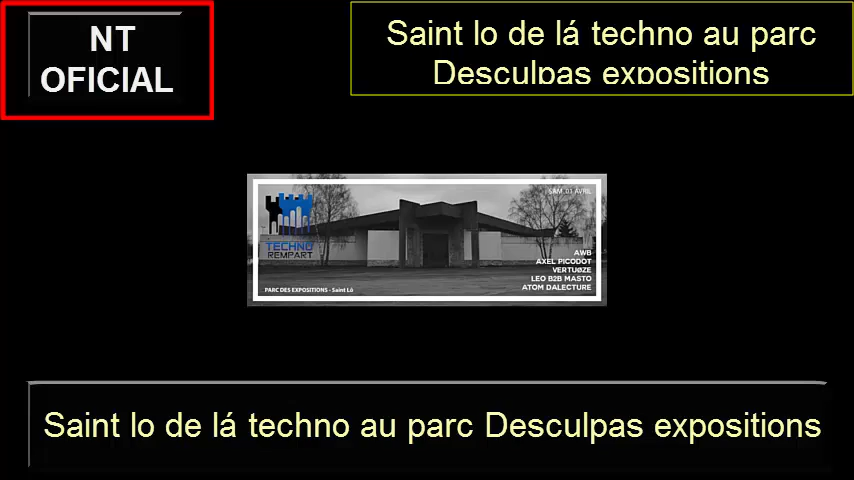 NT
OFICIAL
Saint lo de lá techno au parc
Desculpas expositions
SAM. 01 AVRIL
TECHNO
REMPART
AWB
AXEL PICODOT
VERTUØZE
LEO B2B MASTO
ATOM DALECTURE
PARC DES EXPOSITIONS - Saint Lô
Saint lo de lá techno au parc Desculpas expositions